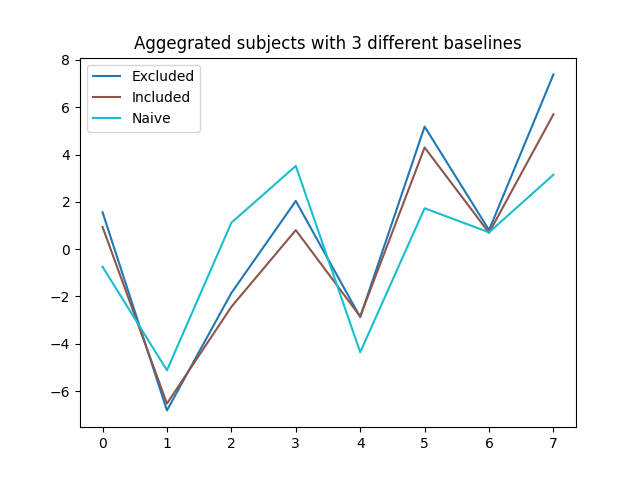 Aggegrated subjects with 3 different baselines
Excluded
Included
Naive
8
6
4
2
0
−2
−4
−6
0 1 2 3 4 5 6 7